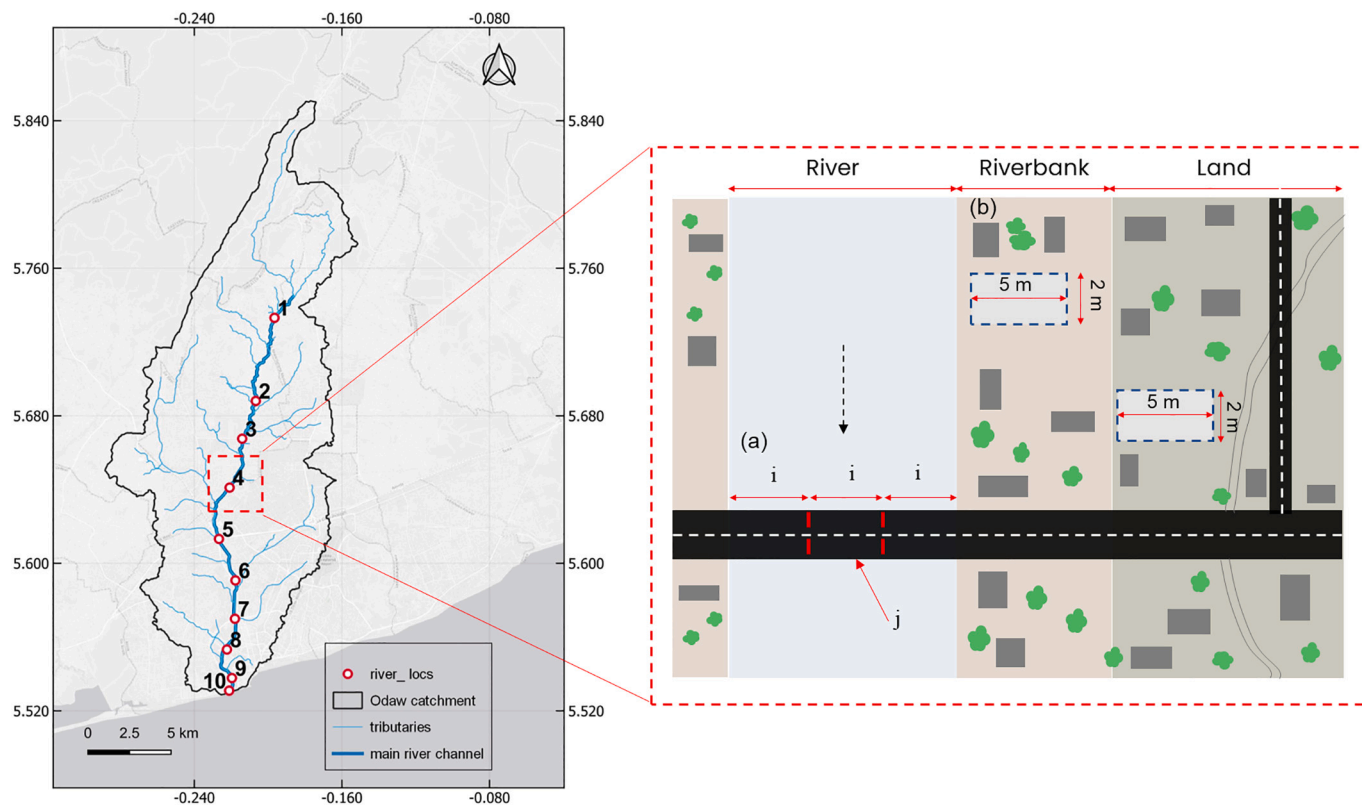 -0.240 -0.160 -0.080
5.840 5.840
5.760 5.760
5.680 5.680
5.600 5.600
5.520 5.520
1
2
3
4
5
6
7
8
9
10
river_ locs
Odaw catchment
tributaries
main river channel
0 2.5 5 km
-0.240 -0.160 -0.080
River Riverbank Land
(b)
5 m 2 m
5 m 2 m
(a)
i i i
j